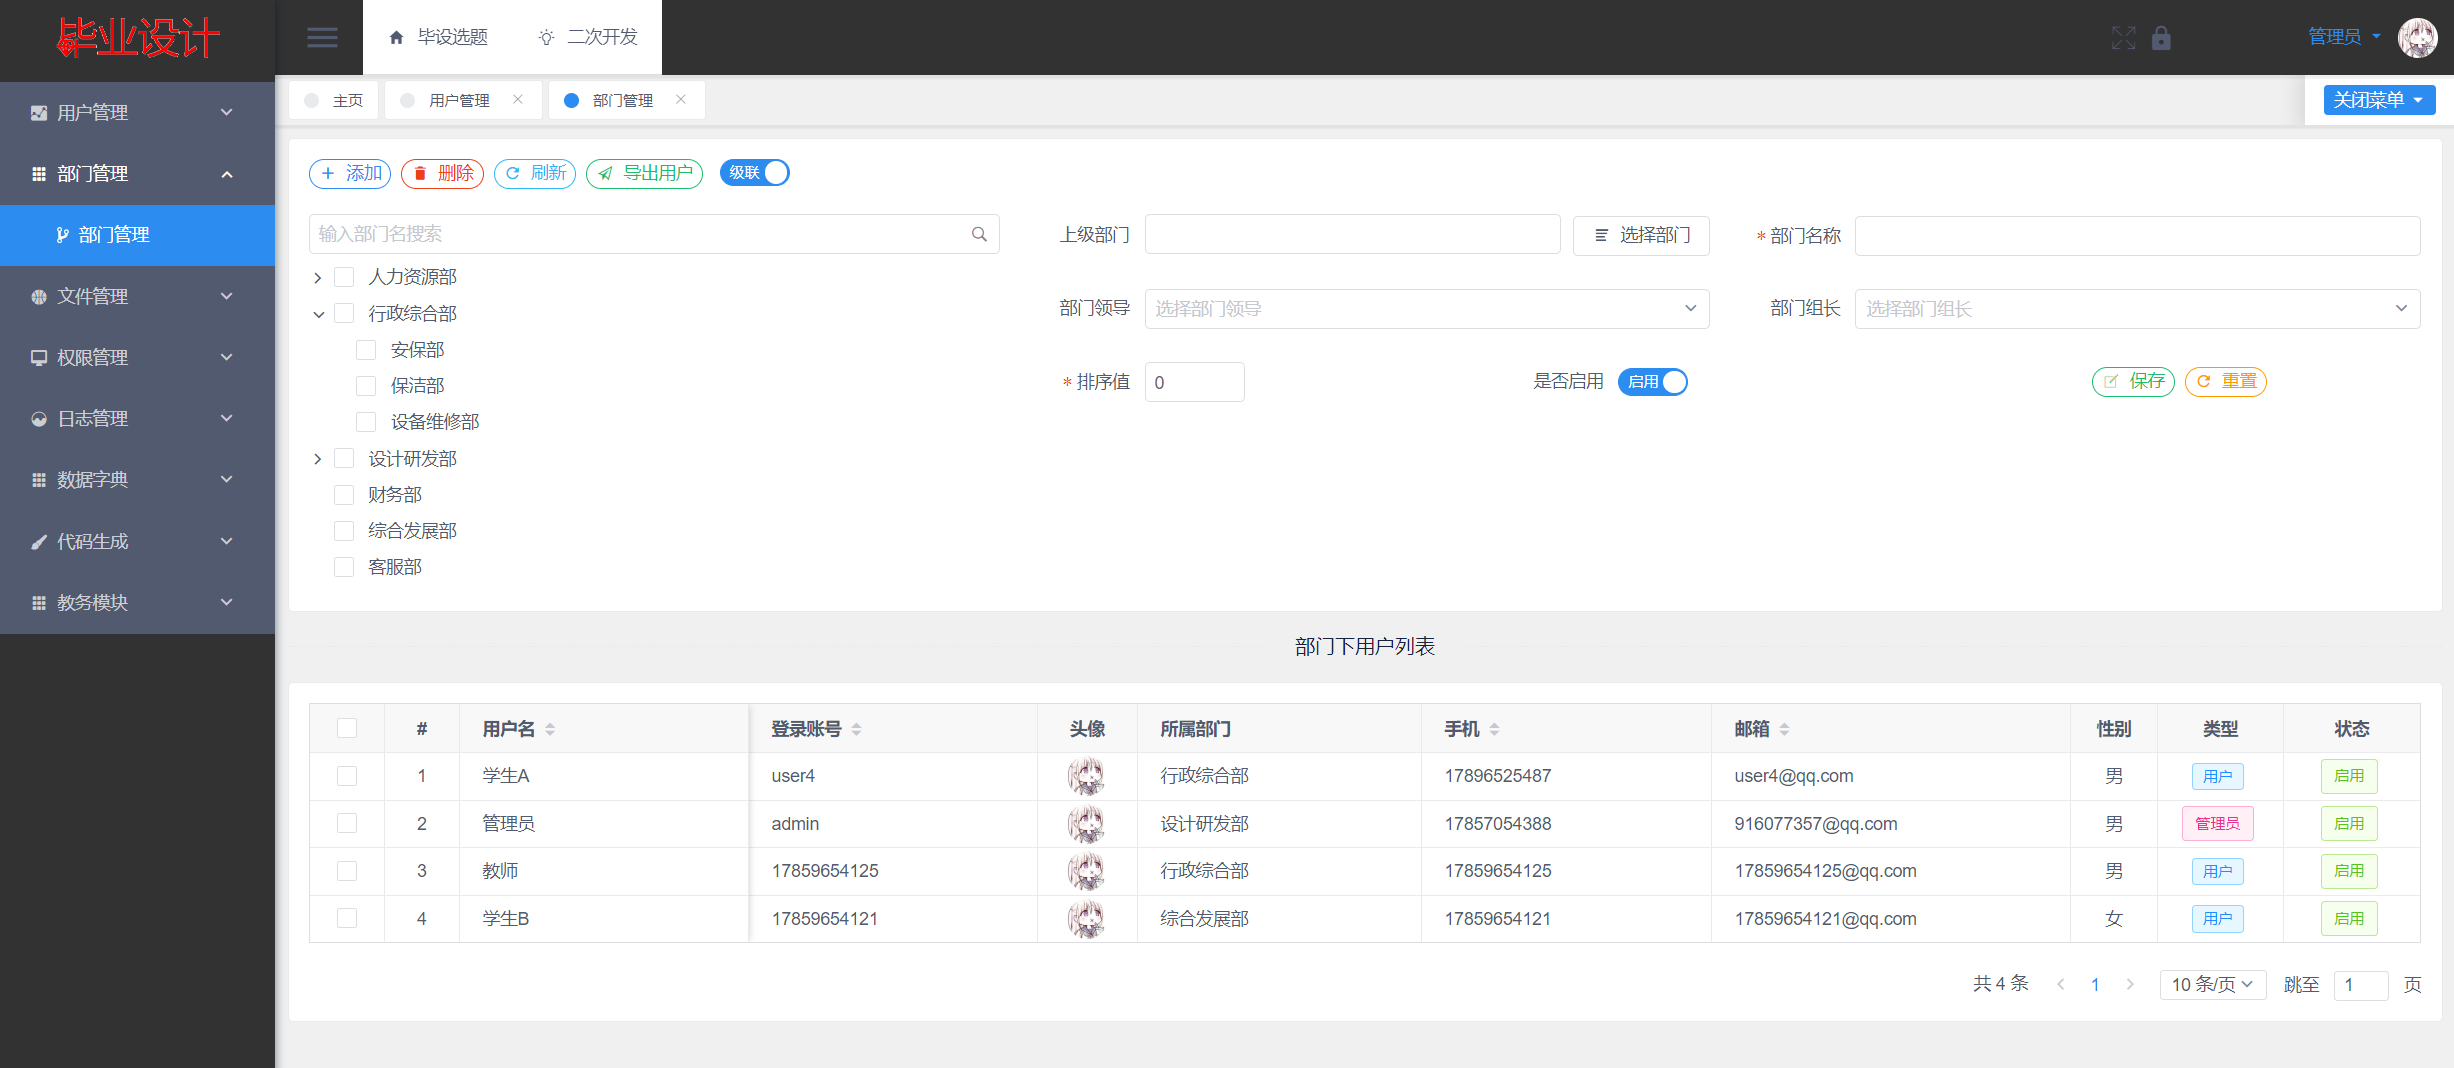 毕业设计
毕设选题 二次开发 管理员
主页 用户管理 部门管理 关闭菜单
用户管理
部门管理
部门管理
文件管理
权限管理
日志管理
数据字典
代码生成
教务模块
添加 删除 刷新 导出用户 级联
输入部门名搜索
人力资源部
行政综合部
安保部
保洁部
设备维修部
设计研发部
财务部
综合发展部
客服部
上级部门 选择部门 * 部门名称
部门领导 选择部门领导 部门组长 选择部门组长
* 排序值 0 是否启用 启用 保存 重置
部门下用户列表
# 用户名 登录账号 头像 所属部门 手机 邮箱 性别 类型 状态
1 学生A user4 行政综合部 17896525487 user4@qq.com 男 用户 启用
2 管理员 admin 设计研发部 17857054388 916077357@qq.com 男 管理员 启用
3 教师 17859654125 行政综合部 17859654125 17859654125@qq.com 男 用户 启用
4 学生B 17859654121 综合发展部 17859654121 17859654121@qq.com 女 用户 启用
共 4 条 1 10 条/页 跳至 1 页